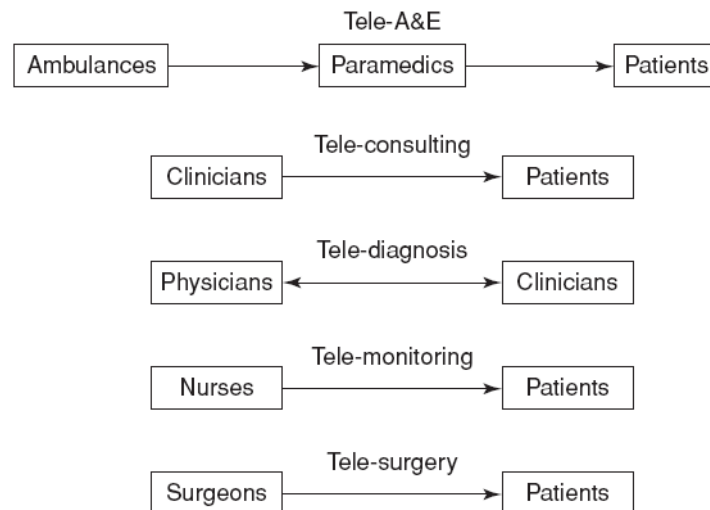 Tele-A&E
Ambulances Paramedics Patients
Tele-consulting
Clinicians Patients
Tele-diagnosis
Physicians Clinicians
Tele-monitoring
Nurses Patients
Tele-surgery
Surgeons Patients